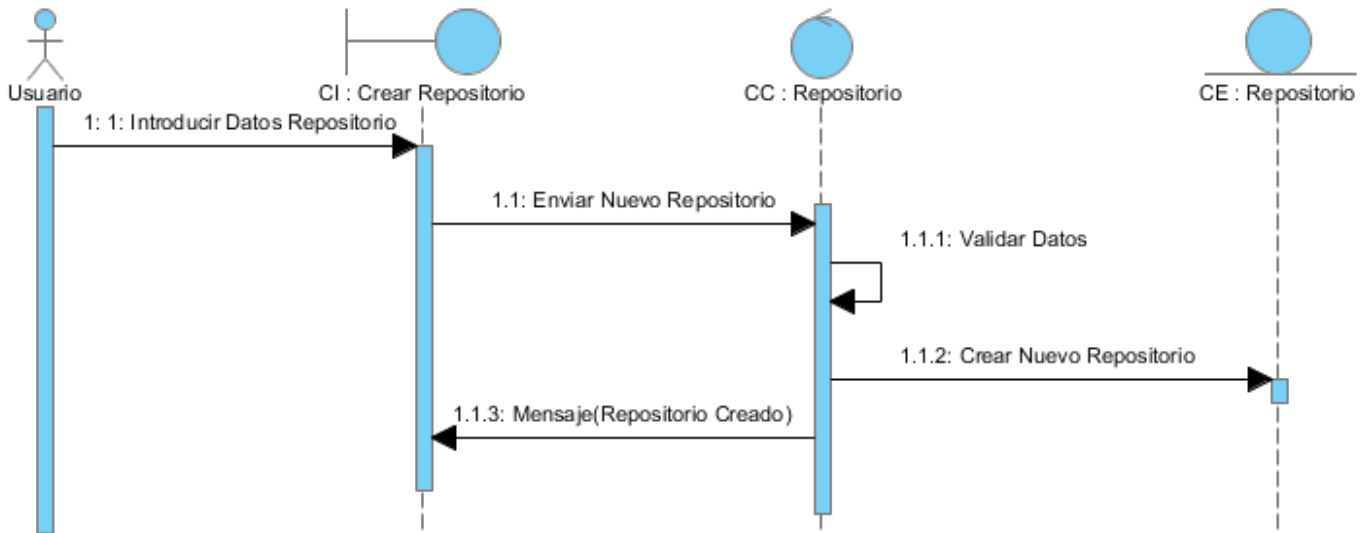 Usuario
CI : Crear Repositorio
CC : Repositorio
CE : Repositorio
1: 1: Introducir Datos Repositorio
1.1: Enviar Nuevo Repositorio
1.1.1: Validar Datos
1.1.2: Crear Nuevo Repositorio
1.1.3: Mensaje(Repositorio Creado)